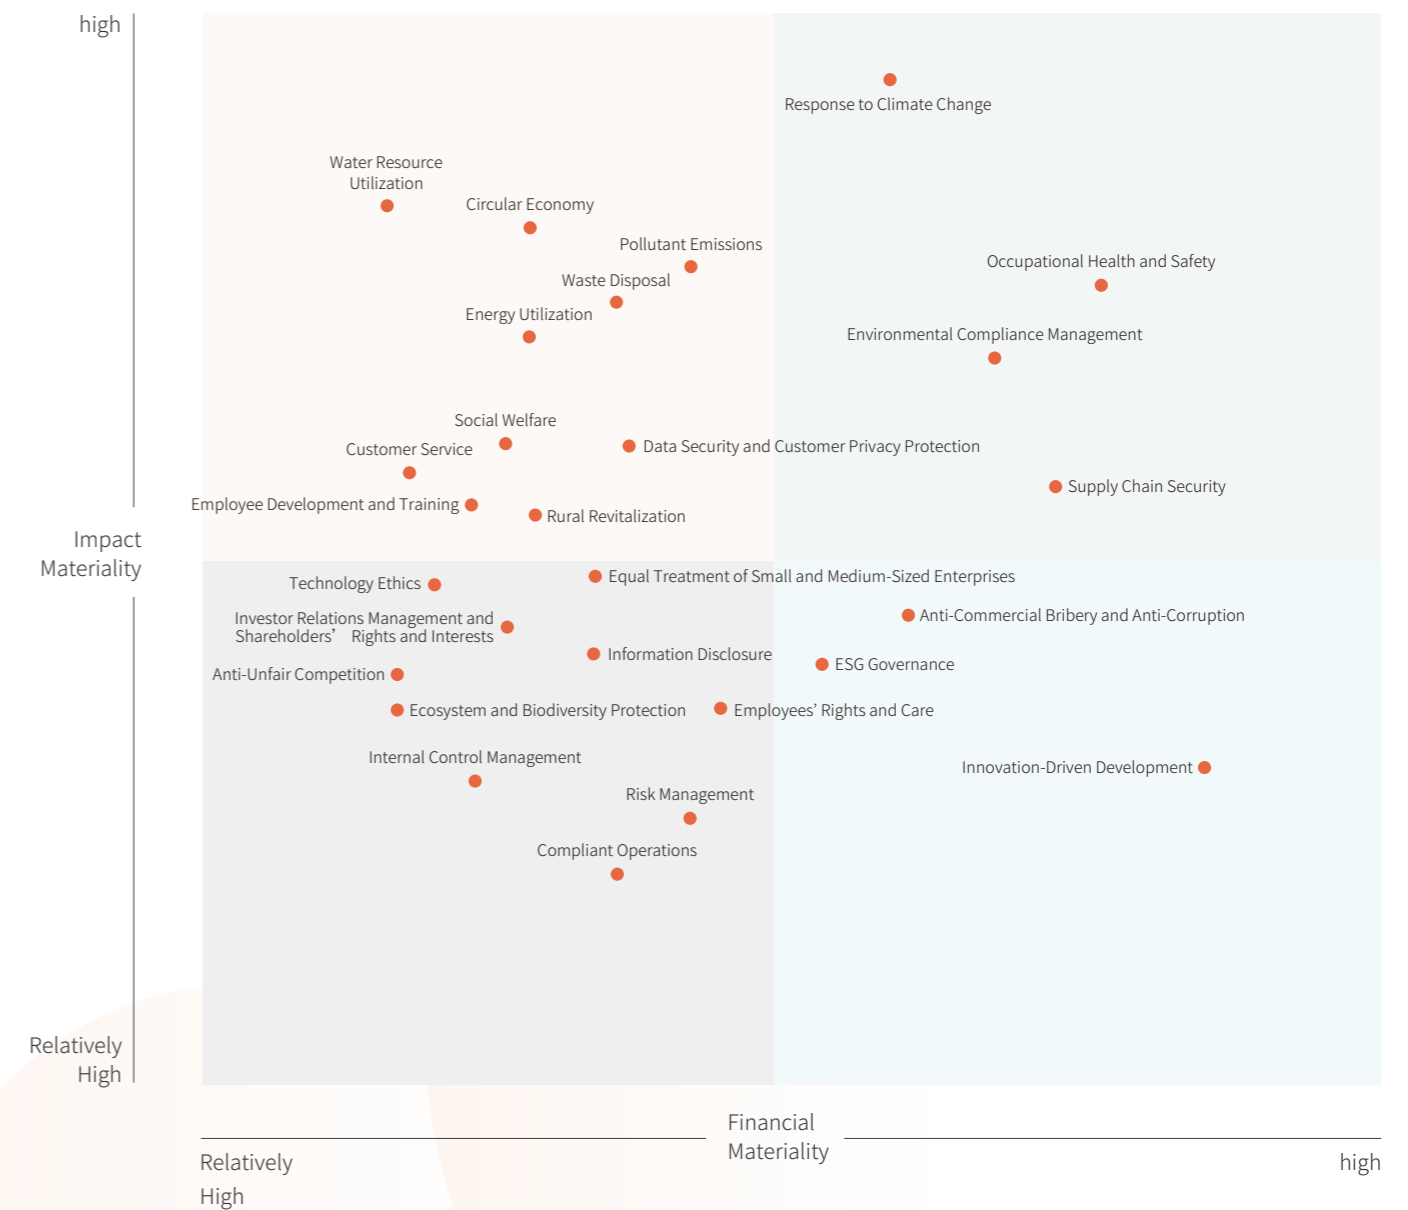 high
Response to Climate Change
Water Resource
Utilization
Circular Economy
Pollutant Emissions
Occupational Health and Safety
Waste Disposal
Energy Utilization
Environmental Compliance Management
Social Welfare
Data Security and Customer Privacy Protection
Customer Service
Supply Chain Security
Employee Development and Training
Rural Revitalization
Impact
Materiality
Technology Ethics
Equal Treatment of Small and Medium-Sized Enterprises
Investor Relations Management and
Shareholders’ Rights and Interests
Anti-Commercial Bribery and Anti-Corruption
Information Disclosure
ESG Governance
Anti-Unfair Competition
Ecosystem and Biodiversity Protection
Employees’ Rights and Care
Internal Control Management
Innovation-Driven Development
Risk Management
Compliant Operations
Relatively
High
Financial
Materiality
Relatively
High
high